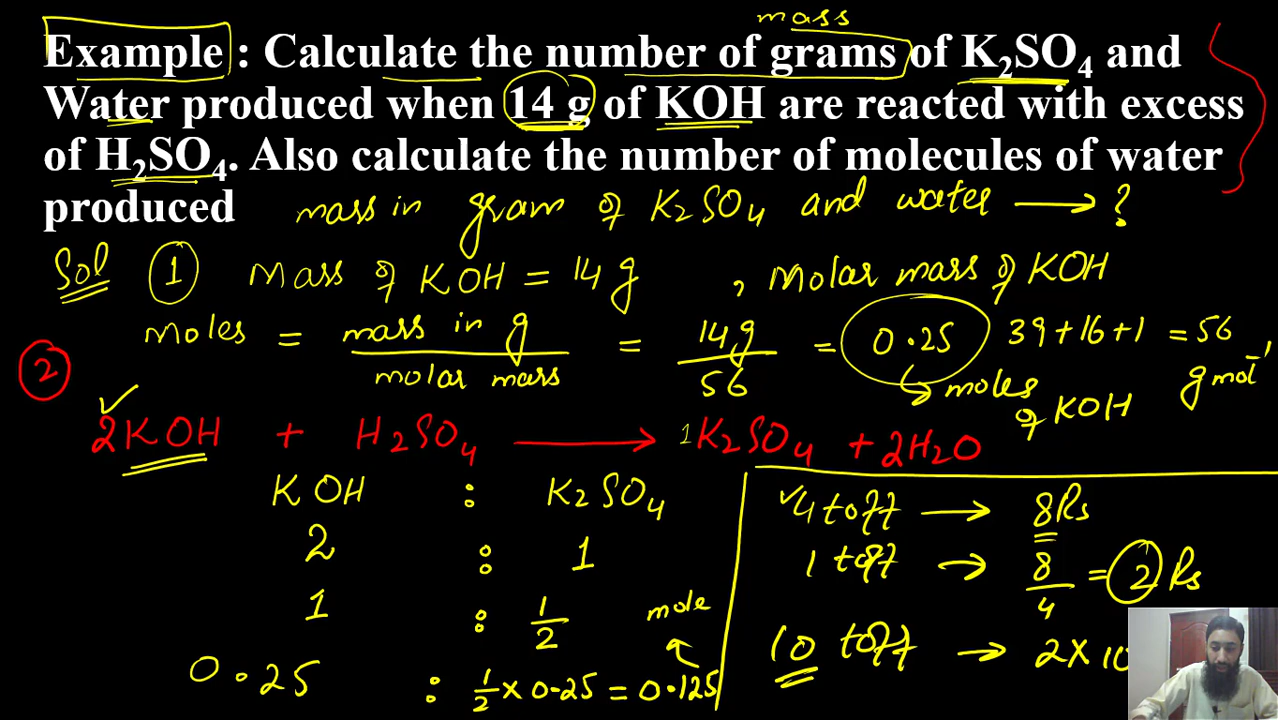 mass
Example : Calculate the number of grams of K₂SO₄ and
Water produced when 14 g of KOH are reacted with excess
of H₂SO₄. Also calculate the number of molecules of water
produced
mass in gram of K₂SO₄ and water ⟶ ?
Sol 1 Mass of KOH = 14 g , Molar mass of KOH
moles = mass in g / molar mass = 14g / 56 = 0.25 39+16+1 = 56
g mol⁻¹
moles
of KOH
2
2KOH + H₂SO₄ ⟶ 1K₂SO₄ + 2H₂O
KOH : K₂SO₄
2 : 1
1 : 1/2
mole
0.25 : 1/2 × 0.25 = 0.125
4 toff ⟶ 8Rs
1 toff → 8/4 = 2 Rs
10 toff → 2×10